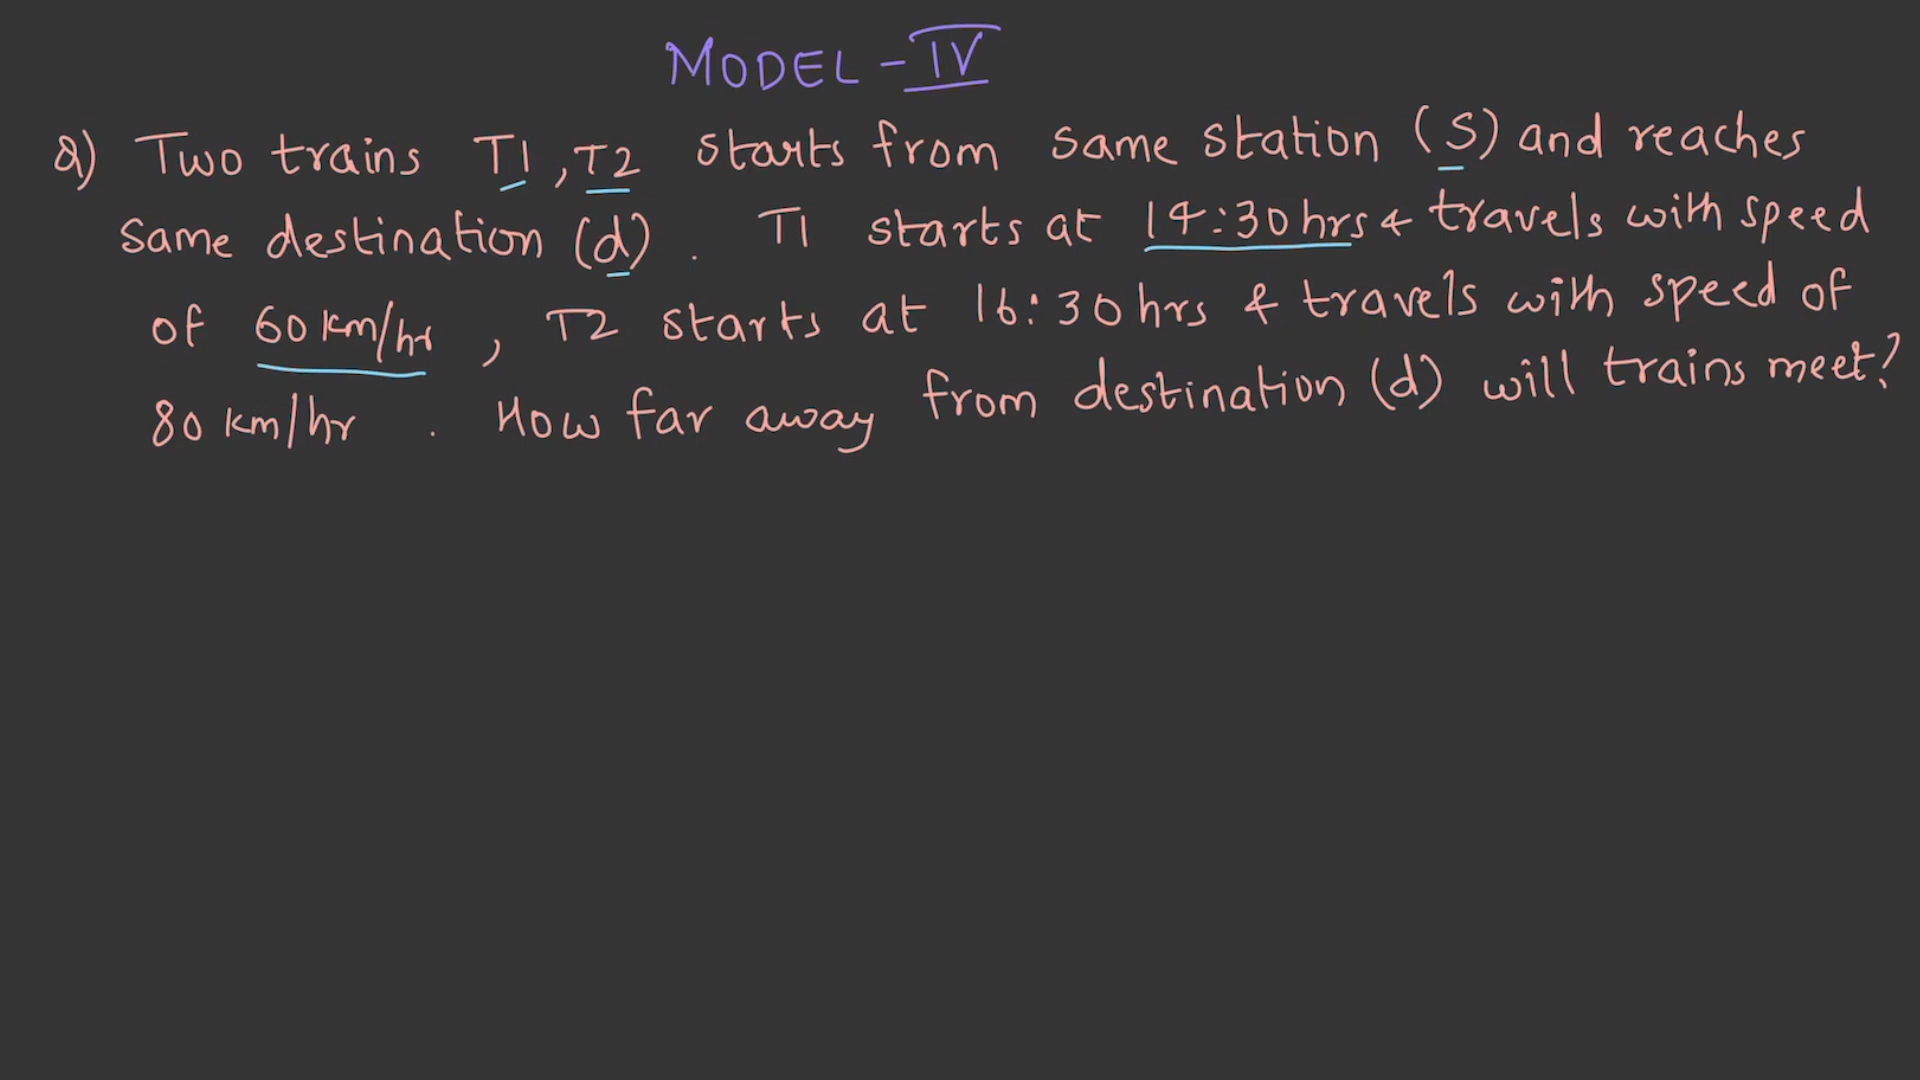 MODEL - IV
Q) Two trains T1, T2 starts from same station (S) and reaches
same destination (d). T1 starts at 14:30 hrs & travels with speed
of 60 km/hr, T2 starts at 16:30 hrs & travels with speed of
80 km/hr. How far away from destination (d) will trains meet?